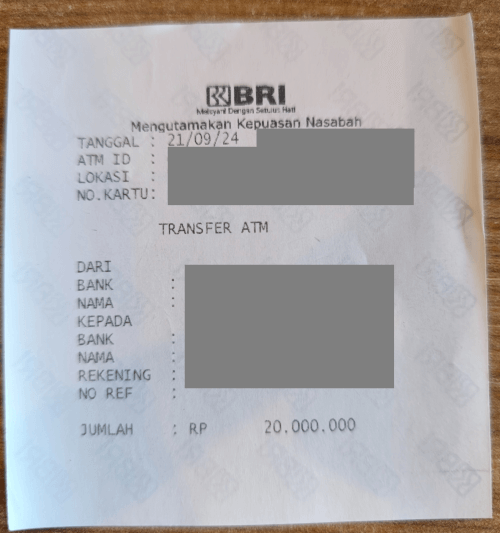 BRI
Melayani Dengan Setulus Hati
Mengutamakan Kepuasan Nasabah
TANGGAL : 21/09/24
ATM ID :
LOKASI :
NO.KARTU:
TRANSFER ATM
DARI
BANK :
NAMA :
KEPADA
BANK :
NAMA :
REKENING :
NO REF :
JUMLAH : RP 20.000.000